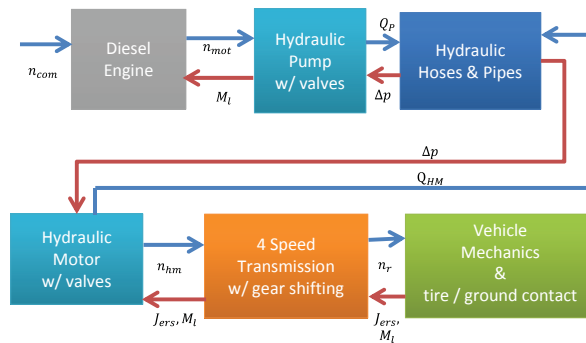 Diesel
Engine
Hydraulic
Pump
w/ valves
Hydraulic
Hoses & Pipes
n_com
n_mot
M_l
Q_P
Δp
Δp
Q_HM
Hydraulic
Motor
w/ valves
4 Speed
Transmission
w/ gear shifting
Vehicle
Mechanics
&
tire / ground contact
n_hm
J_ers, M_l
n_r
J_ers,
M_l